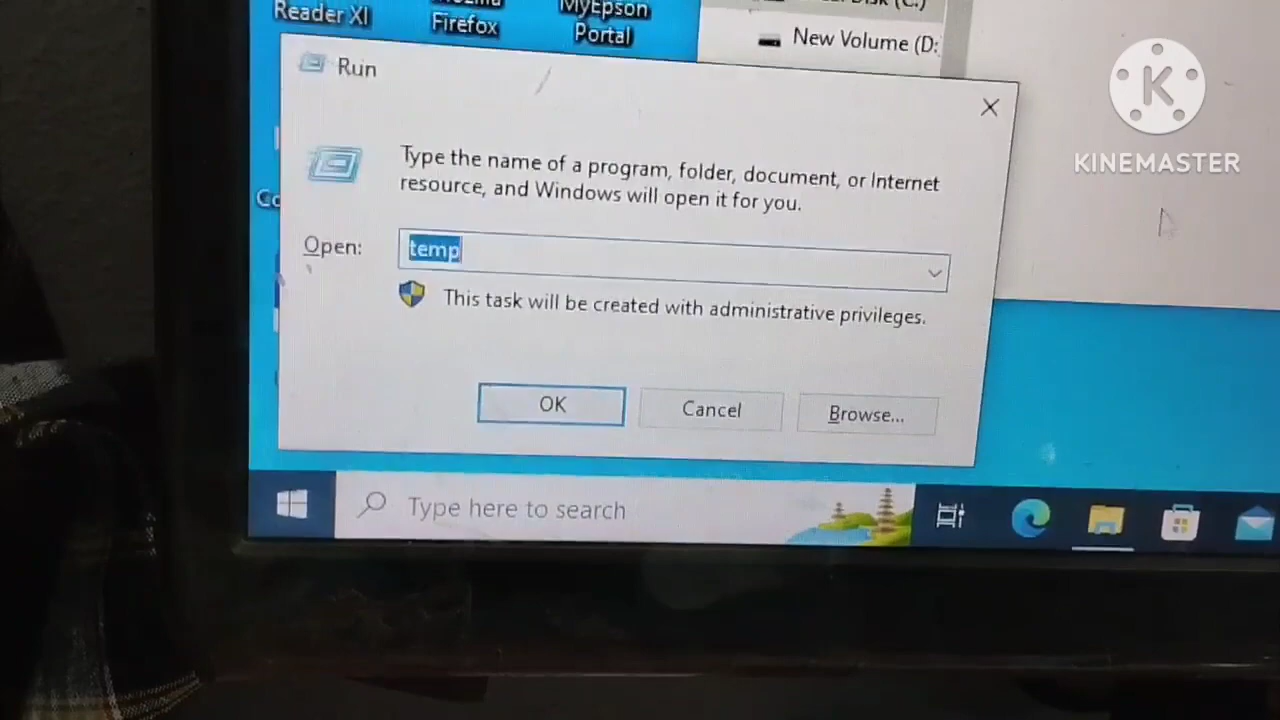 Reader XI
Firefox
MyEpson
Portal
New Volume (D:
KINEMASTER
Run
Type the name of a program, folder, document, or Internet
resource, and Windows will open it for you.
Open:
temp
This task will be created with administrative privileges.
OK
Cancel
Browse...
Type here to search